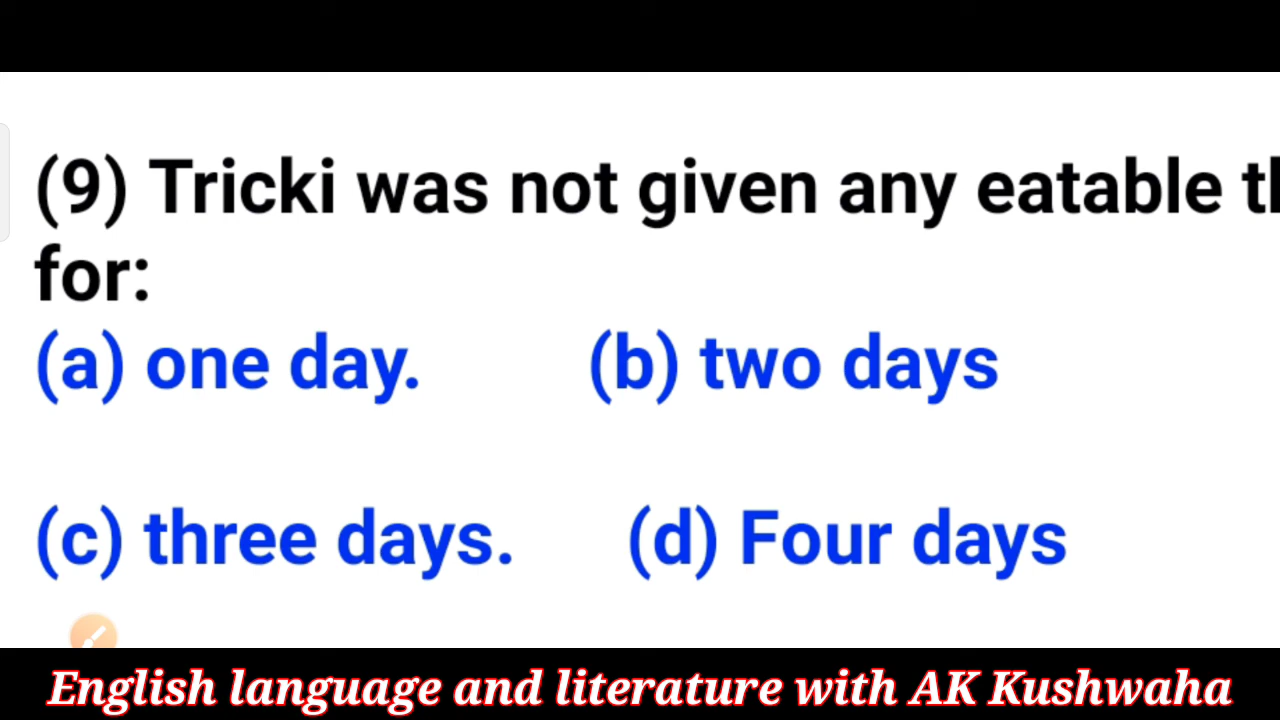 (9) Tricki was not given any eatable
for:
(a) one day. (b) two days
(c) three days. (d) Four days
English language and literature with AK Kushwaha